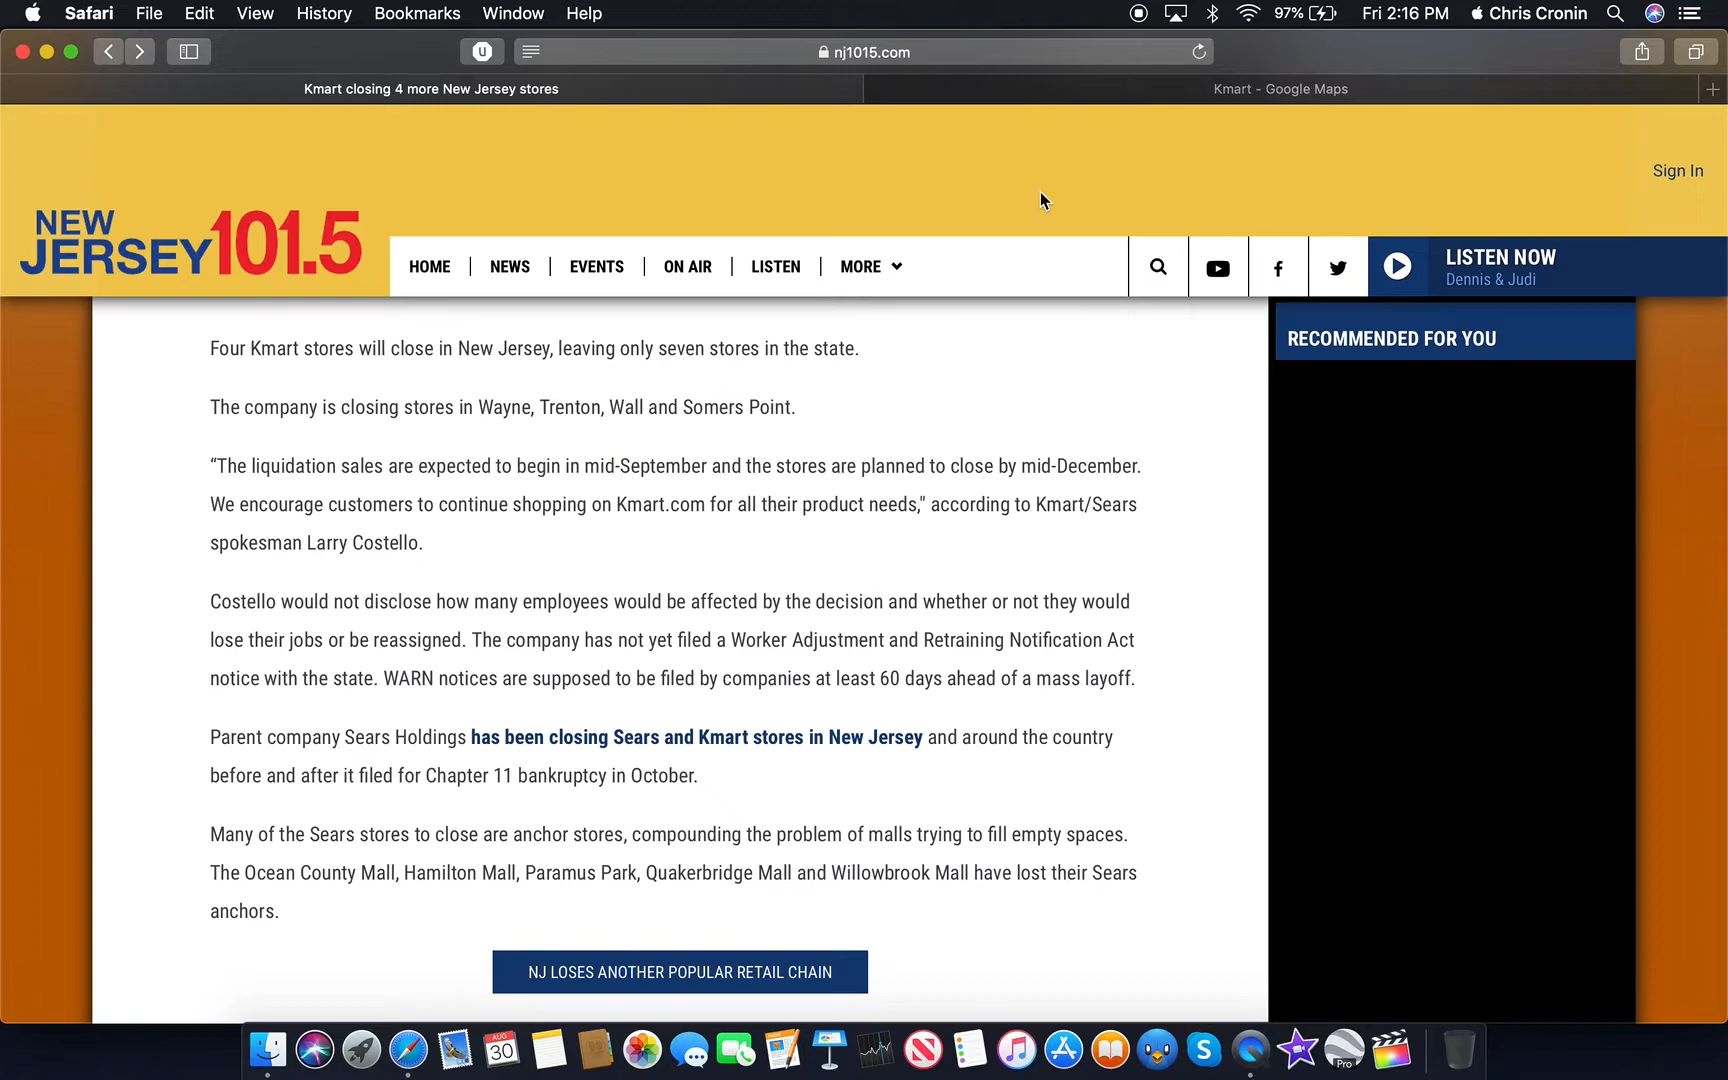 Safari File Edit View History Bookmarks Window Help 97% Fri 2:16 PM Chris Cronin
U nj1015.com
Kmart closing 4 more New Jersey stores Kmart - Google Maps
Sign In
NEW
JERSEY 101.5
HOME NEWS EVENTS ON AIR LISTEN MORE
LISTEN NOW
Dennis & Judi
Four Kmart stores will close in New Jersey, leaving only seven stores in the state.
RECOMMENDED FOR YOU
The company is closing stores in Wayne, Trenton, Wall and Somers Point.
“The liquidation sales are expected to begin in mid-September and the stores are planned to close by mid-December.
We encourage customers to continue shopping on Kmart.com for all their product needs," according to Kmart/Sears
spokesman Larry Costello.
Costello would not disclose how many employees would be affected by the decision and whether or not they would
lose their jobs or be reassigned. The company has not yet filed a Worker Adjustment and Retraining Notification Act
notice with the state. WARN notices are supposed to be filed by companies at least 60 days ahead of a mass layoff.
Parent company Sears Holdings has been closing Sears and Kmart stores in New Jersey and around the country
before and after it filed for Chapter 11 bankruptcy in October.
Many of the Sears stores to close are anchor stores, compounding the problem of malls trying to fill empty spaces.
The Ocean County Mall, Hamilton Mall, Paramus Park, Quakerbridge Mall and Willowbrook Mall have lost their Sears
anchors.
NJ LOSES ANOTHER POPULAR RETAIL CHAIN
AUG
30
Pro